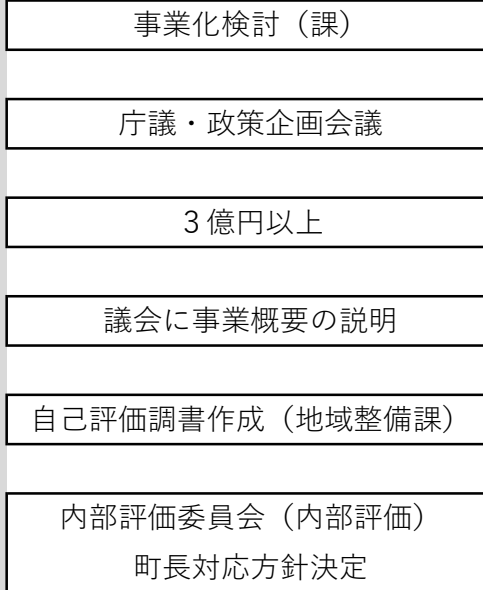 事業化検討（課）
庁議・政策企画会議
３億円以上
議会に事業概要の説明
自己評価調書作成（地域整備課）
内部評価委員会（内部評価）
町長対応方針決定